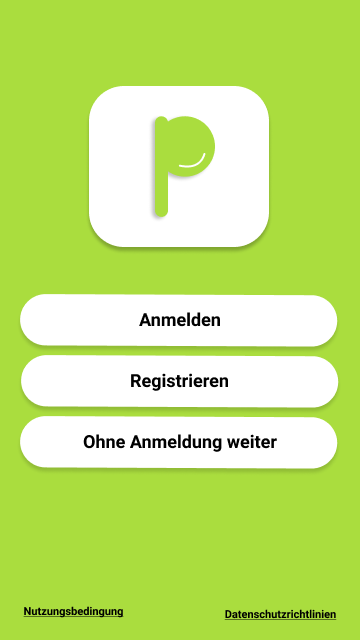 P
Anmelden
Registrieren
Ohne Anmeldung weiter
Nutzungsbedingung
Datenschutzrichtlinien